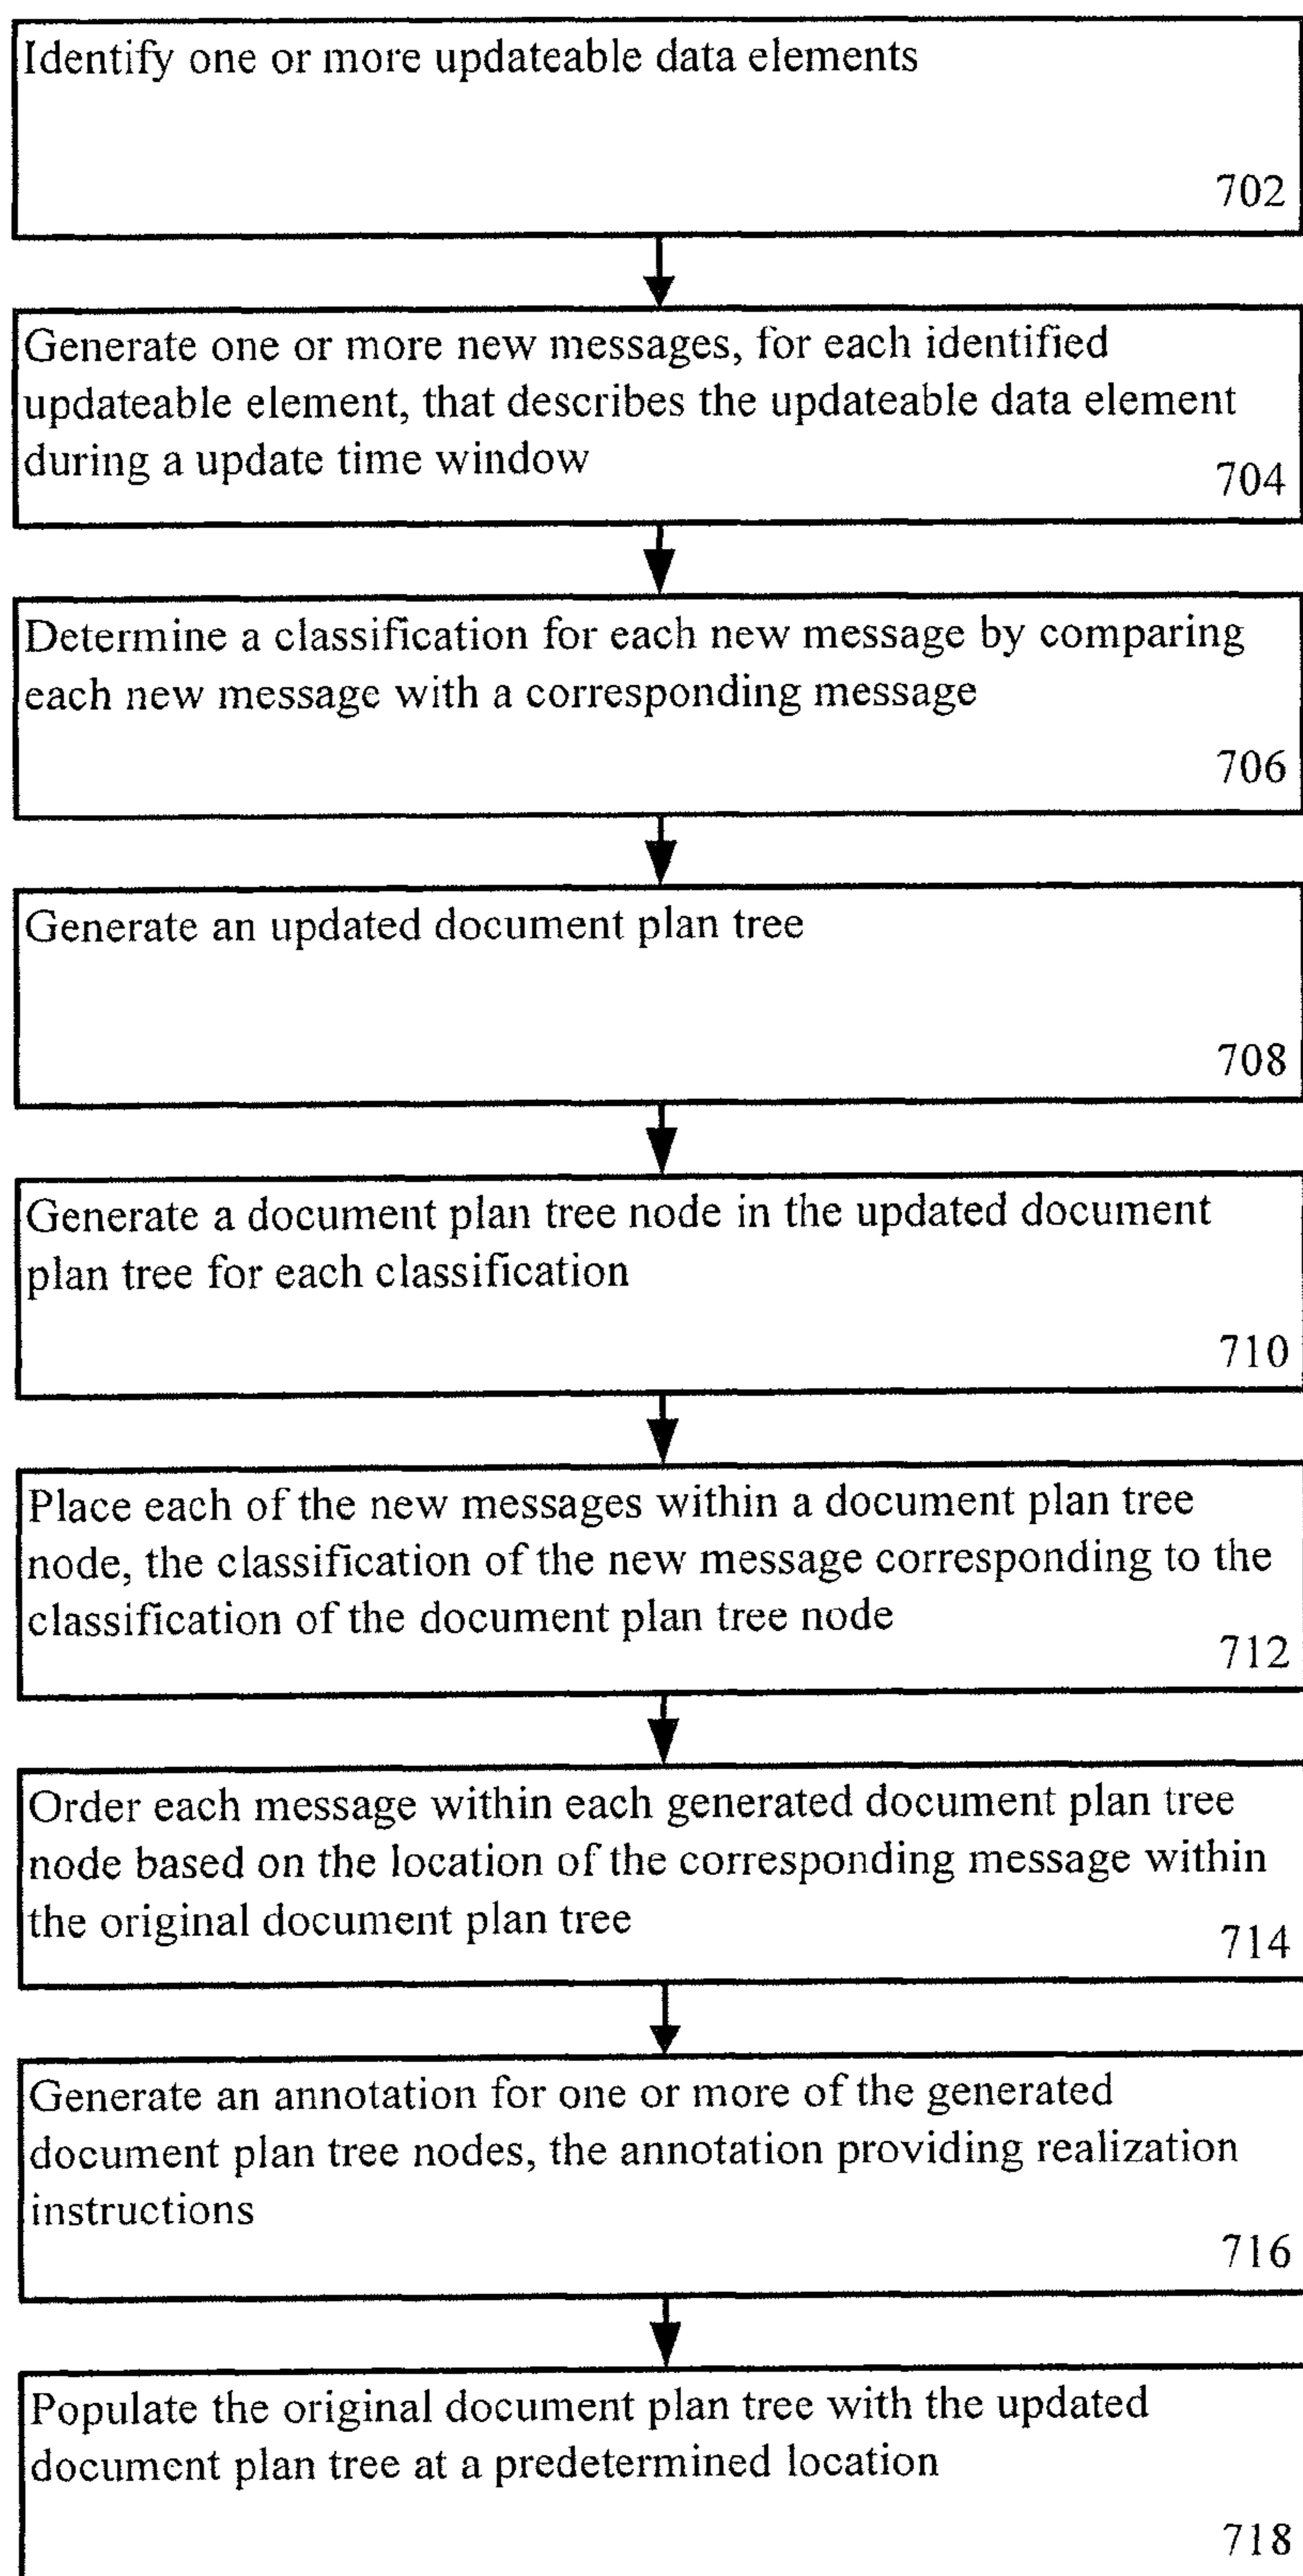 Identify one or more updateable data elements
702
Generate one or more new messages, for each identified
updateable element, that describes the updateable data element
during a update time window
704
Determine a classification for each new message by comparing
each new message with a corresponding message
706
Generate an updated document plan tree
708
Generate a document plan tree node in the updated document
plan tree for each classification
710
Place each of the new messages within a document plan tree
node, the classification of the new message corresponding to the
classification of the document plan tree node
712
Order each message within each generated document plan tree
node based on the location of the corresponding message within
the original document plan tree
714
Generate an annotation for one or more of the generated
document plan tree nodes, the annotation providing realization
instructions
716
Populate the original document plan tree with the updated
document plan tree at a predetermined location
718